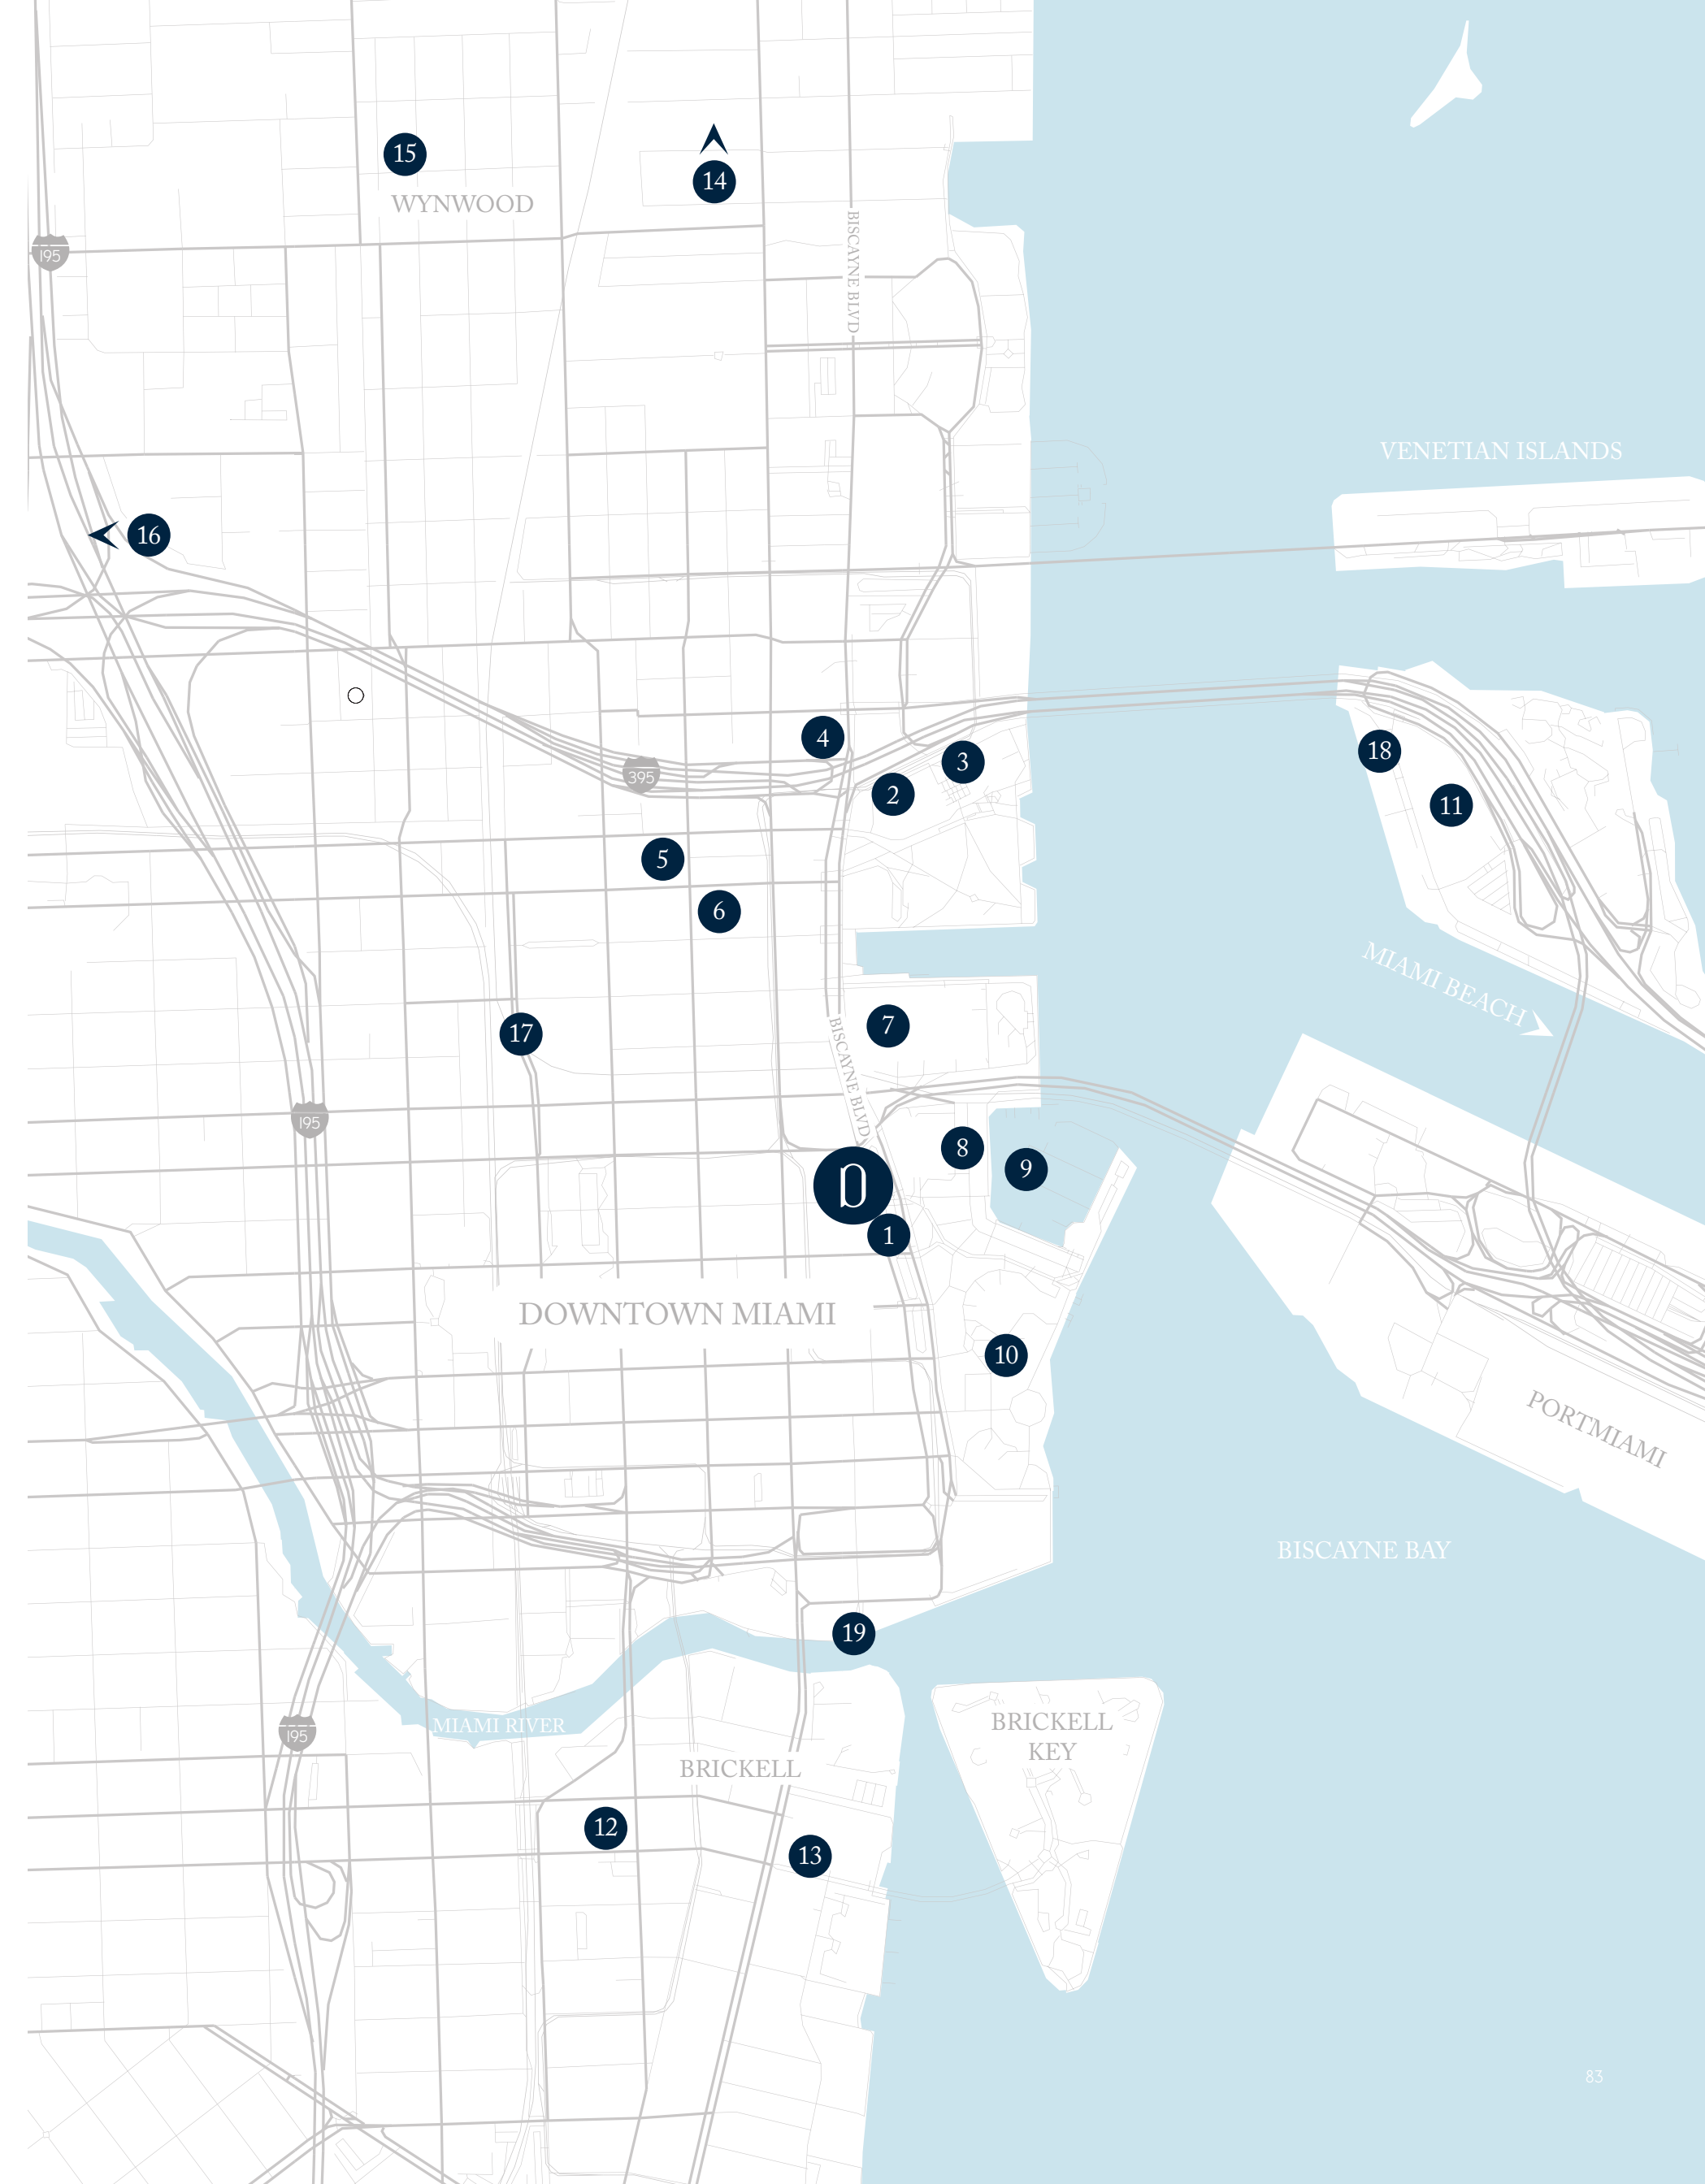 15
14
WYNWOOD
BISCAYNE BLVD
195
VENETIAN ISLANDS
16
4
18
3
395
2
11
5
6
MIAMI BEACH
7
17
BISCAYNE BLVD
195
8
9
1
DOWNTOWN MIAMI
10
PORTMIAMI
BISCAYNE BAY
19
BRICKELL
KEY
MIAMI RIVER
195
BRICKELL
12
13
83